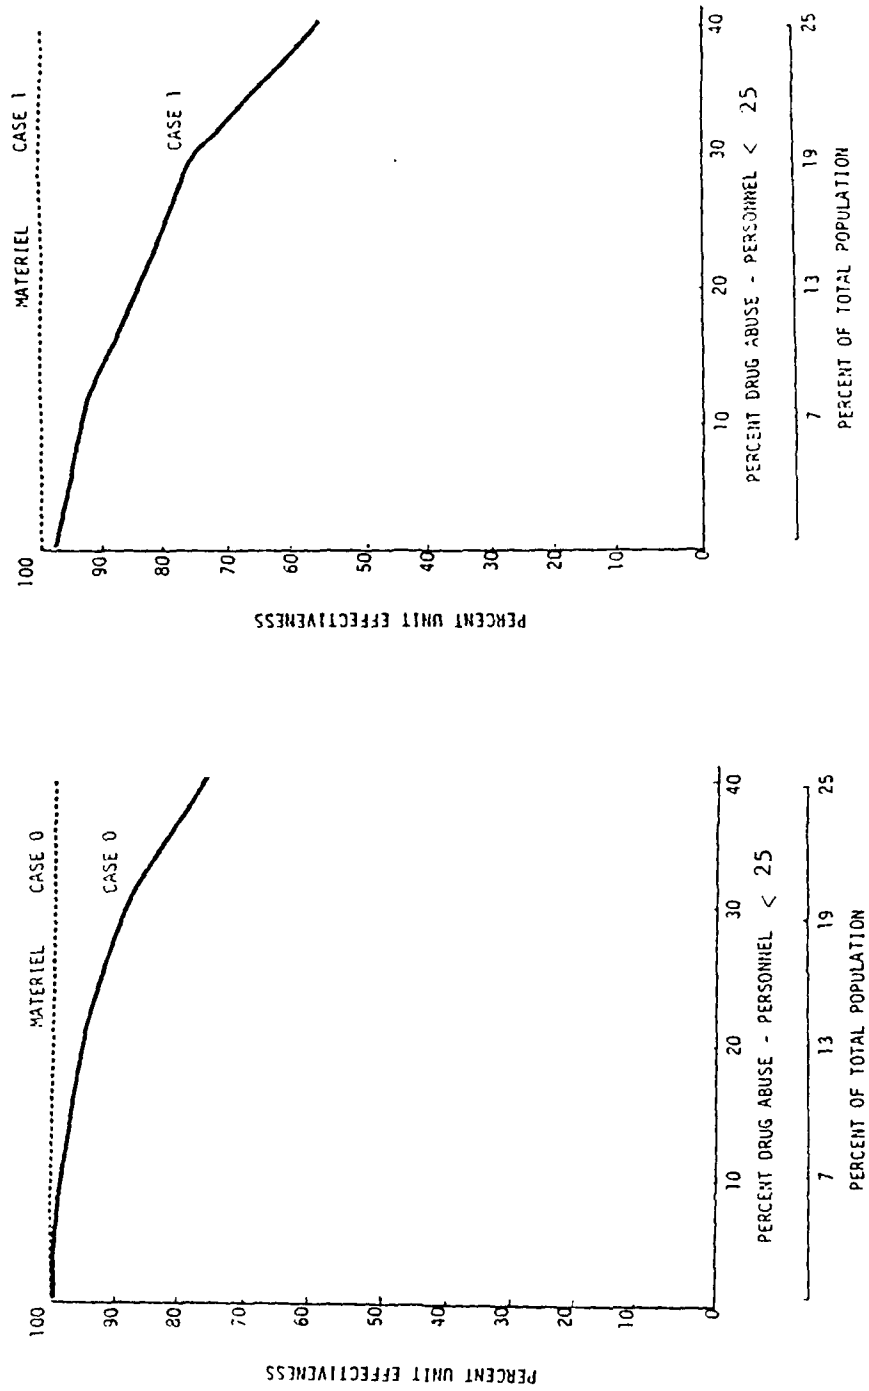 MATERIEL CASE 0
CASE 0
100
90
80
70
60
50
40
30
20
10
0
PERCENT UNIT EFFECTIVENESS
10 20 30 40
PERCENT DRUG ABUSE - PERSONNEL < 25
7 13 19 25
PERCENT OF TOTAL POPULATION
MATERIEL CASE 1
CASE 1
100
90
80
70
60
50
40
30
20
10
0
PERCENT UNIT EFFECTIVENESS
10 20 30 40
PERCENT DRUG ABUSE - PERSONNEL < 25
7 13 19 25
PERCENT OF TOTAL POPULATION